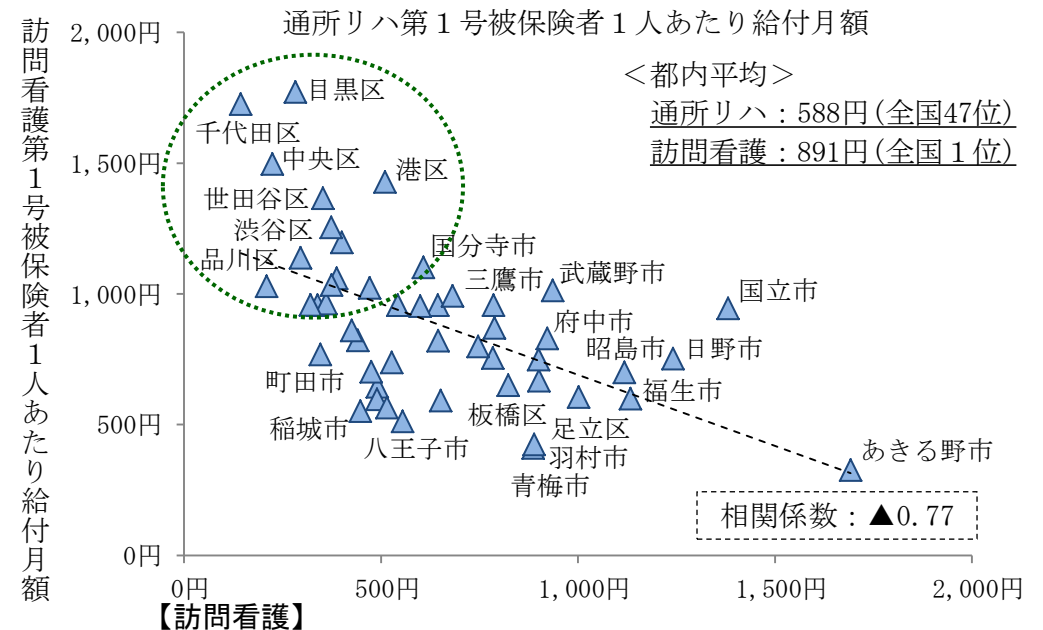 通所リハ第１号被保険者１人あたり給付月額
訪問看護第１号被保険者１人あたり給付月額
2,000円
1,500円
1,000円
500円
0円
＜都内平均＞
通所リハ：588円(全国47位)
訪問看護：891円(全国１位)
目黒区
千代田区
中央区
港区
世田谷区
渋谷区
品川区
国分寺市
三鷹市
武蔵野市
国立市
府中市
昭島市
日野市
町田市
福生市
板橋区
稲城市
足立区
八王子市
羽村市
青梅市
あきる野市
相関係数：▲0.77
0円
500円
1,000円
1,500円
2,000円
【訪問看護】